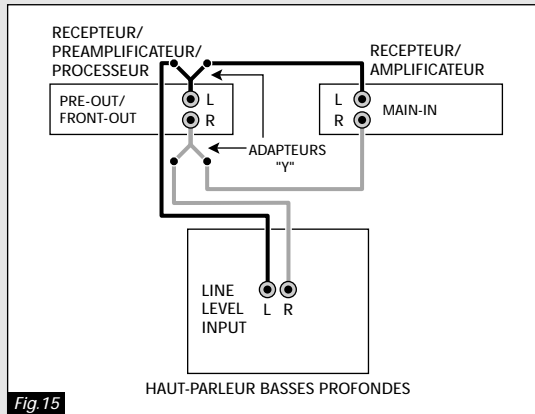 RECEPTEUR/
PREAMPLIFICATEUR/
PROCESSEUR
RECEPTEUR/
AMPLIFICATEUR
PRE-OUT/
FRONT-OUT
L
R
L
R
MAIN-IN
ADAPTEURS
"Y"
LINE
LEVEL
INPUT
L R
HAUT-PARLEUR BASSES PROFONDES
Fig.15